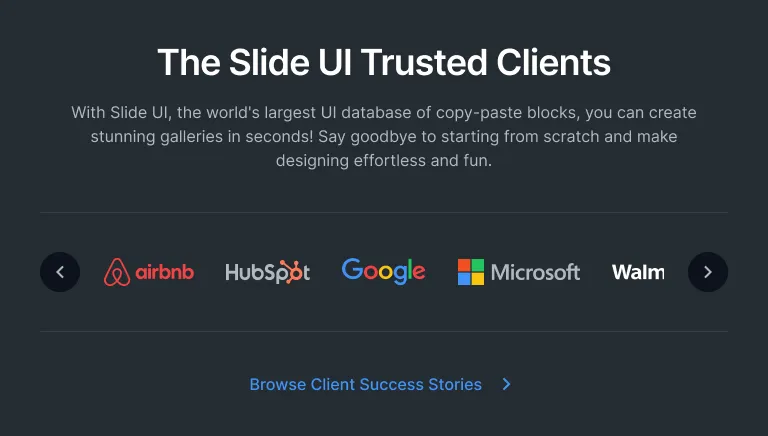 The Slide UI Trusted Clients
With Slide UI, the world's largest UI database of copy-paste blocks, you can create
stunning galleries in seconds! Say goodbye to starting from scratch and make
designing effortless and fun.
airbnb HubSpot Google Microsoft Walm
Browse Client Success Stories